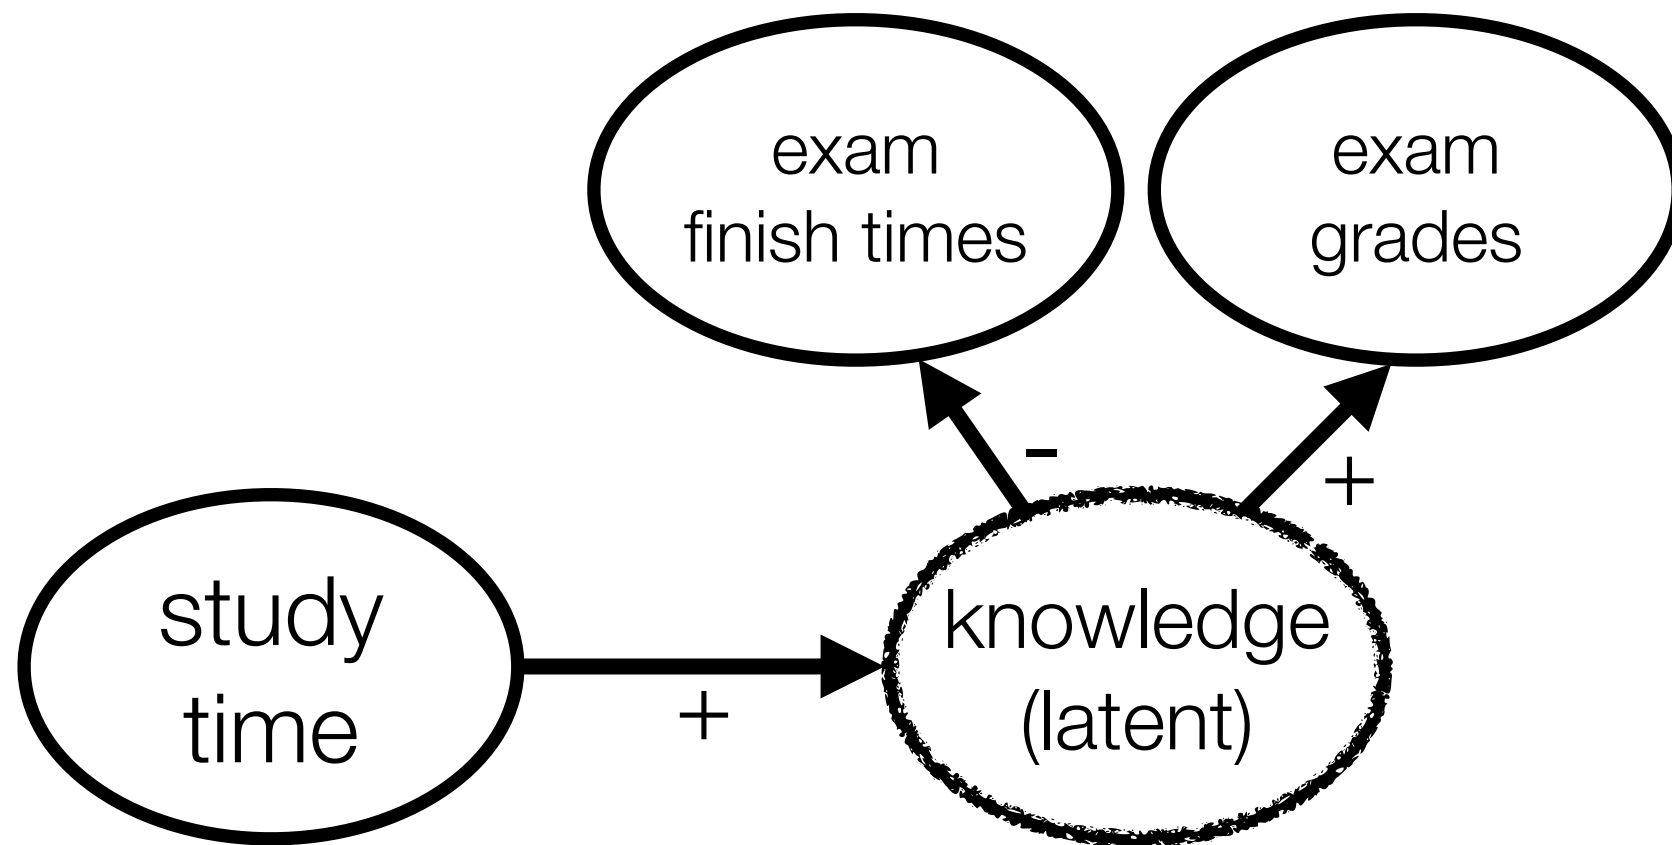 exam
finish times
exam
grades
-
+
study
time
+
knowledge
(latent)